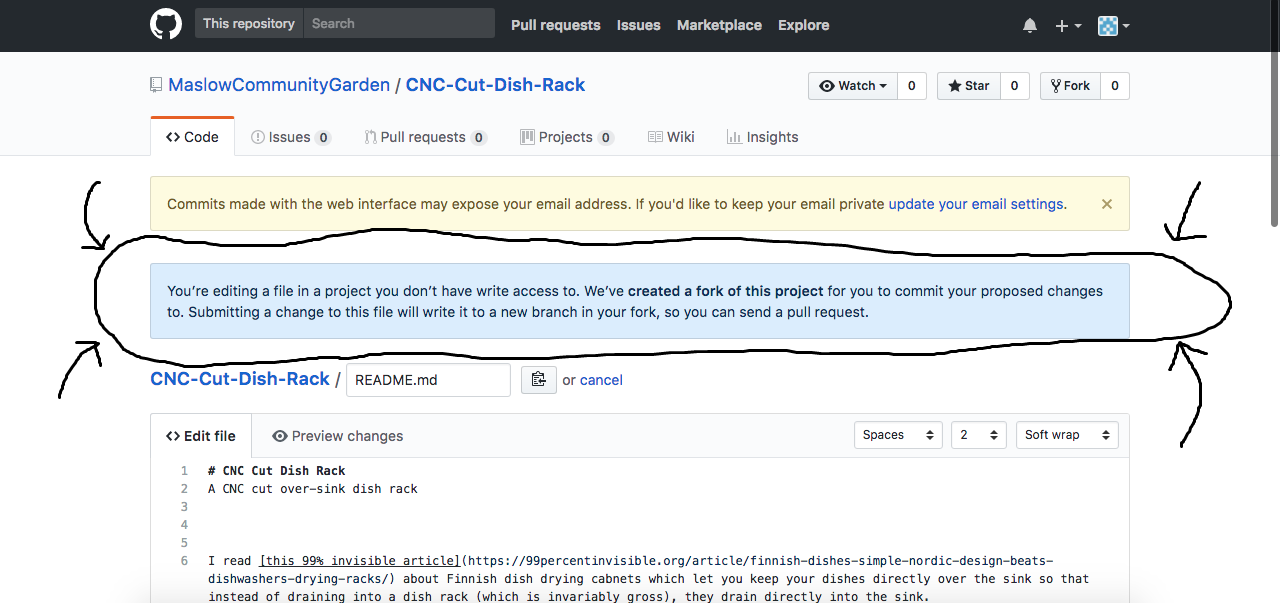 This repository Search Pull requests Issues Marketplace Explore
MaslowCommunityGarden / CNC-Cut-Dish-Rack Watch 0 Star 0 Fork 0
Code Issues 0 Pull requests 0 Projects 0 Wiki Insights
Commits made with the web interface may expose your email address. If you'd like to keep your email private update your email settings. ×
You’re editing a file in a project you don’t have write access to. We’ve created a fork of this project for you to commit your proposed changes
to. Submitting a change to this file will write it to a new branch in your fork, so you can send a pull request.
CNC-Cut-Dish-Rack / README.md or cancel
<> Edit file Preview changes Spaces 2 Soft wrap
1 # CNC Cut Dish Rack
2 A CNC cut over-sink dish rack
3
4
5
6 I read [this 99% invisible article](https://99percentinvisible.org/article/finnish-dishes-simple-nordic-design-beats-
dishwashers-drying-racks/) about Finnish dish drying cabnets which let you keep your dishes directly over the sink so that
instead of draining into a dish rack (which is invariably gross), they drain directly into the sink.